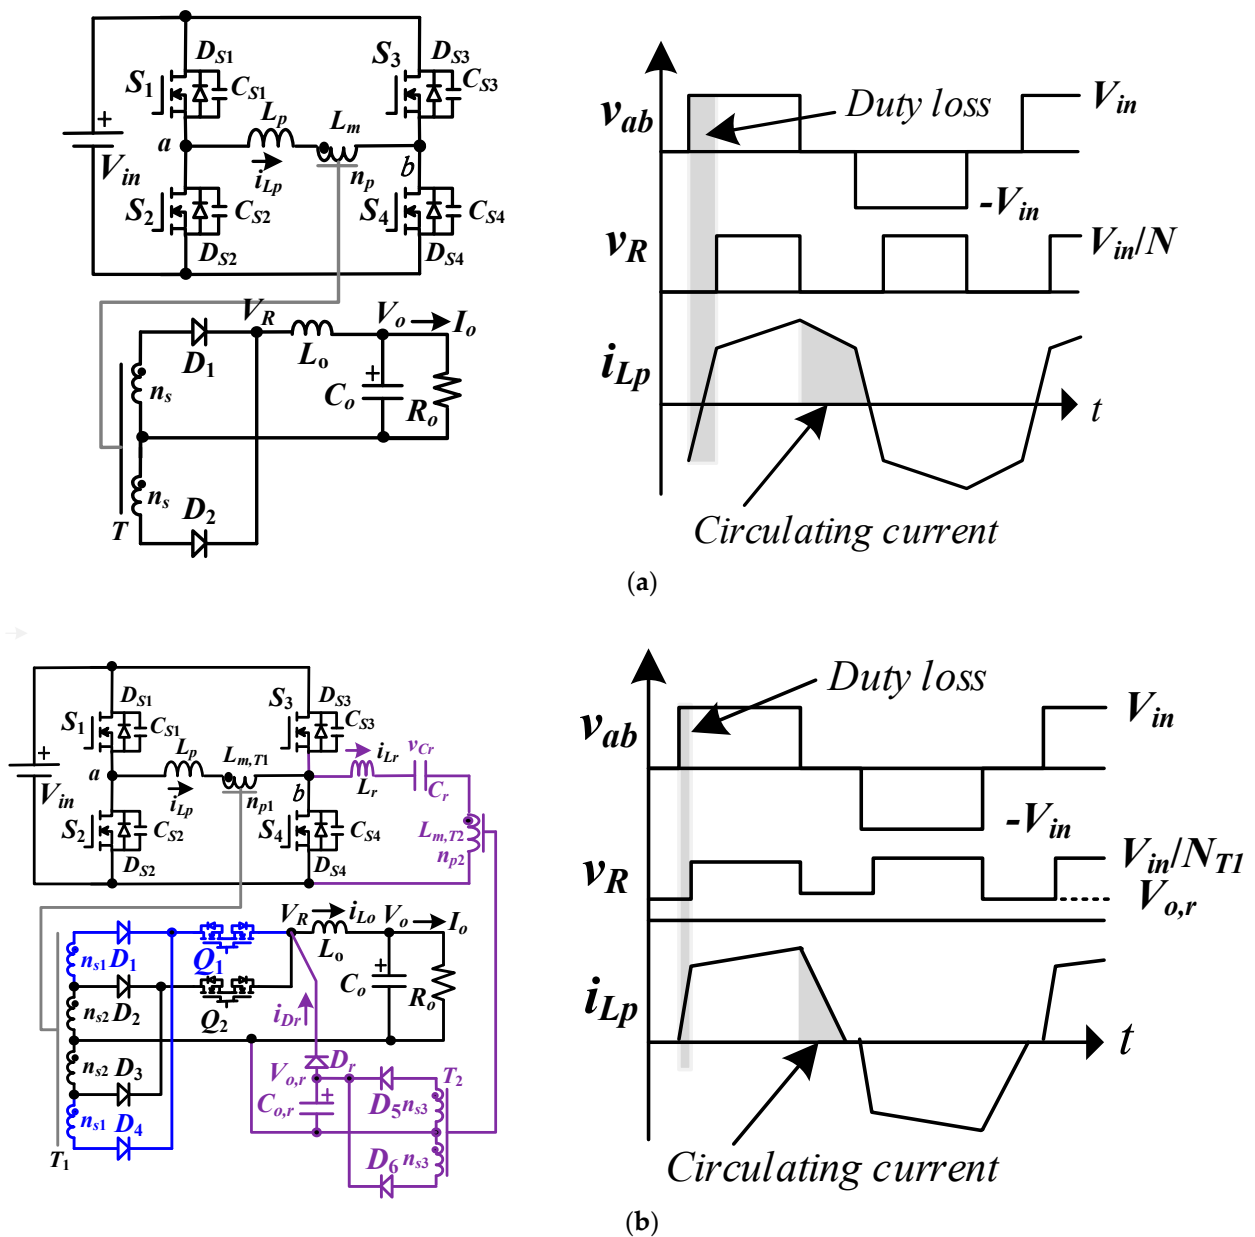 D_S1
S_1
C_S1
S_3
D_S3
C_S3
L_p
L_m
a
b
i_Lp
n_p
+
V_in
S_2
C_S2
D_S2
S_4
C_S4
D_S4
V_R
V_o
I_o
D_1
L_o
n_s
+
C_o
R_o
n_s
D_2
T
v_ab
Duty loss
V_in
-V_in
v_R
V_in/N
i_Lp
t
Circulating current
(a)
D_S1
S_1
C_S1
S_3
D_S3
C_S3
L_p
L_m,T1
a
b
i_Lp
n_p1
i_Lr
L_r
v_Cr
C_r
L_m,T2
n_p2
+
V_in
S_2
C_S2
D_S2
S_4
C_S4
D_S4
V_R
i_Lo
V_o
I_o
n_s1 D_1
Q_1
L_o
n_s2 D_2
Q_2
+
C_o
R_o
i_Dr
n_s2 D_3
n_s1 D_4
T_1
V_o,r
D_r
C_o,r
+
T_2
D_5 n_s3
D_6 n_s3
v_ab
Duty loss
V_in
-V_in
v_R
V_in/N_T1
V_o,r
i_Lp
t
Circulating current
(b)